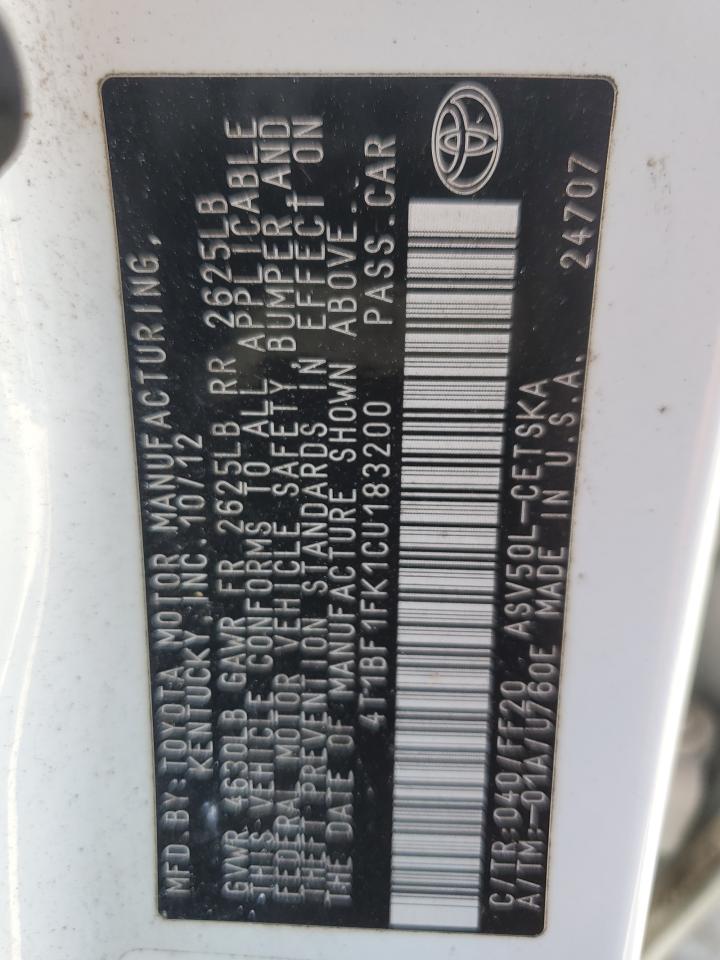 MFD.BY:TOYOTA MOTOR MANUFACTURING,
KENTUCKY,INC.10/12
GVWR 4630LB GAWR FR 2625LB RR 2625LB
THIS VEHICLE CONFORMS TO ALL APPLICABLE
FEDERAL MOTOR VEHICLE SAFETY BUMPER AND
THEFT PREVENTION STANDARDS IN EFFECT ON
THE DATE OF MANUFACTURE SHOWN ABOVE.
4T1BF1FK1CU183200 PASS.CAR
C/TR:040/FF20 ASV50L-CETSKA
A/TM:-01A/U760E MADE IN U.S.A. 24707